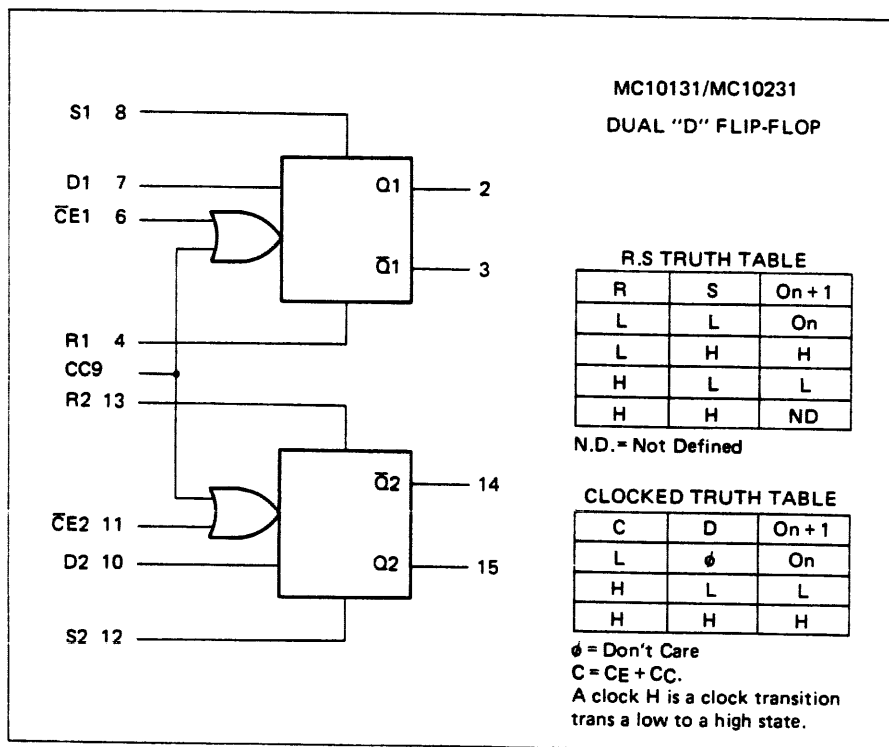 MC10131/MC10231
DUAL "D" FLIP-FLOP
S1 8
D1 7
C̅E1 6
R1 4
CC9
R2 13
C̅E2 11
D2 10
S2 12
Q1
2
Q̅1
3
Q̅2
14
Q2
15
R.S TRUTH TABLE
R S On + 1
L L On
L H H
H L L
H H ND
N.D.= Not Defined
CLOCKED TRUTH TABLE
C D On + 1
L ϕ On
H L L
H H H
ϕ = Don't Care
C = CE + CC.
A clock H is a clock transition
trans a low to a high state.